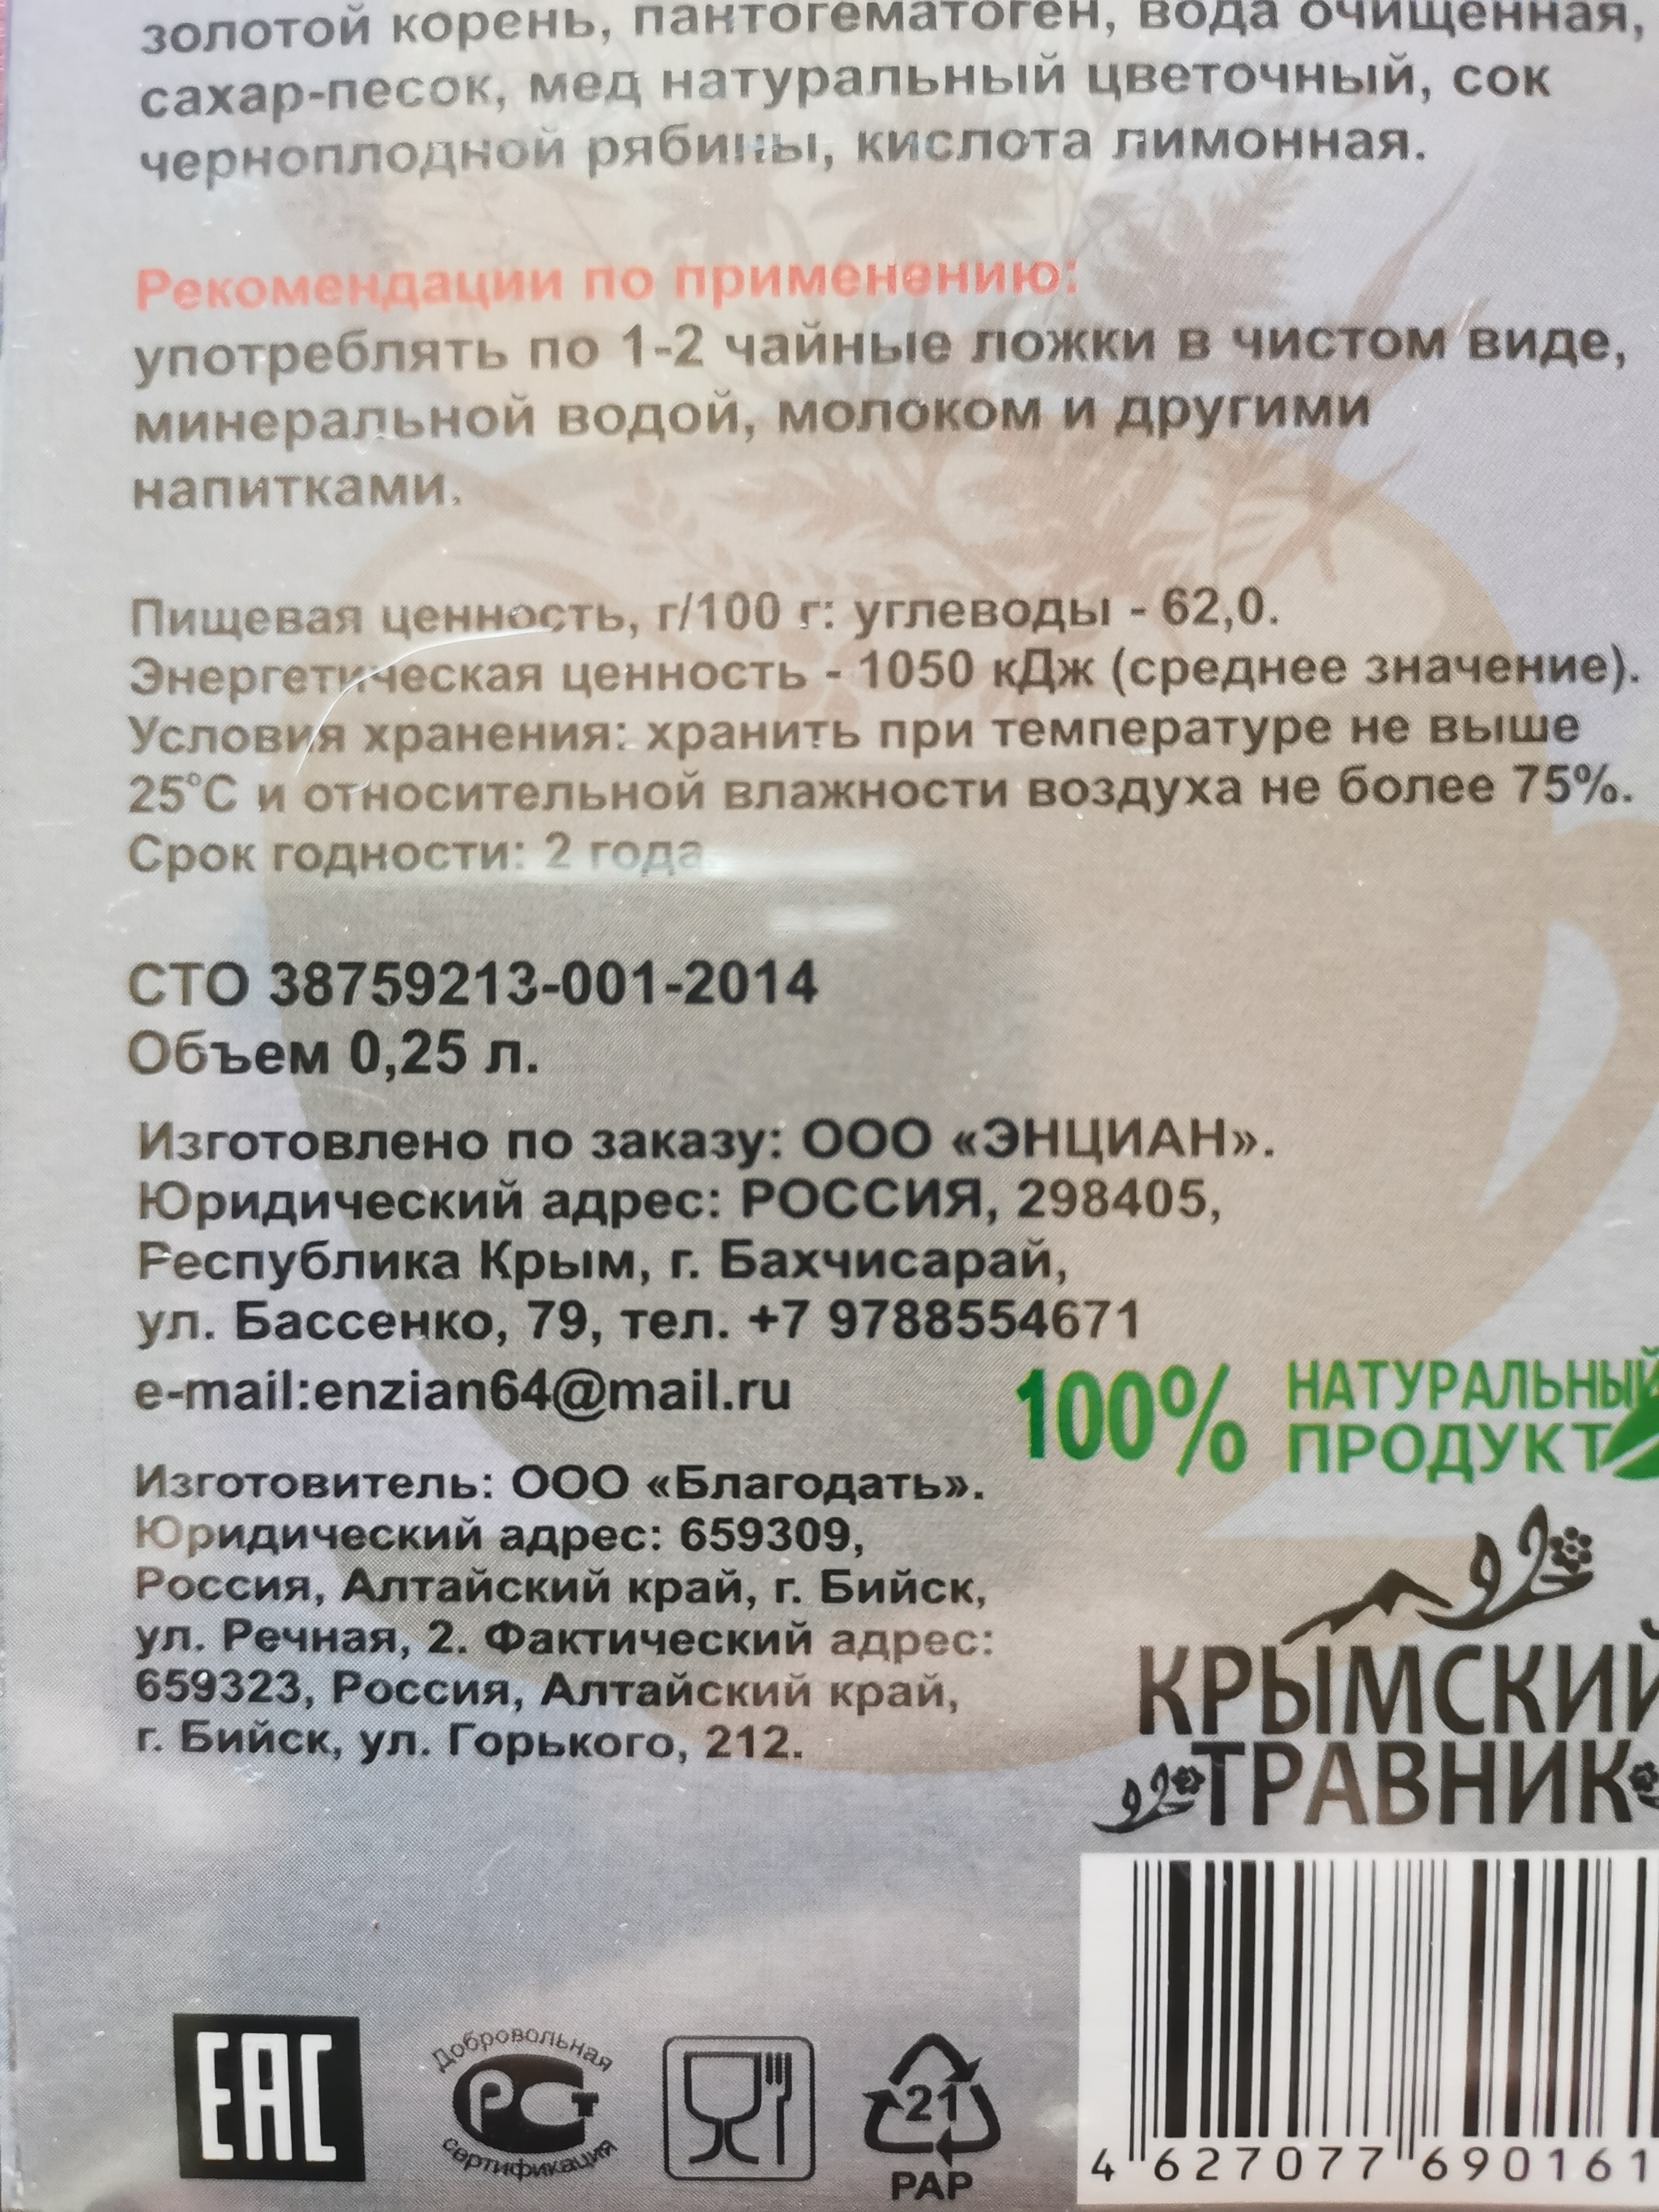 золотой корень, пантогематоген, вода очищенная,
сахар-песок, мед натуральный цветочный, сок
черноплодной рябины, кислота лимонная.
Рекомендации по применению:
употреблять по 1-2 чайные ложки в чистом виде,
минеральной водой, молоком и другими
напитками.
Пищевая ценность, г/100 г: углеводы - 62,0.
Энергетическая ценность - 1050 кДж (среднее значение).
Условия хранения: хранить при температуре не выше
25°С и относительной влажности воздуха не более 75%.
Срок годности: 2 года
СТО 38759213-001-2014
Объем 0,25 л.
Изготовлено по заказу: ООО «ЭНЦИАН».
Юридический адрес: РОССИЯ, 298405,
Республика Крым, г. Бахчисарай,
ул. Бассенко, 79, тел. +7 9788554671
e-mail:enzian64@mail.ru
100% НАТУРАЛЬНЫЙ
ПРОДУКТ
Изготовитель: ООО «Благодать».
Юридический адрес: 659309,
Россия, Алтайский край, г. Бийск,
ул. Речная, 2. Фактический адрес:
659323, Россия, Алтайский край,
г. Бийск, ул. Горького, 212.
КРЫМСКИЙ
ТРАВНИК
EAC
Добровольная
РСТ
сертификация
21
PAP
4 627077 690161